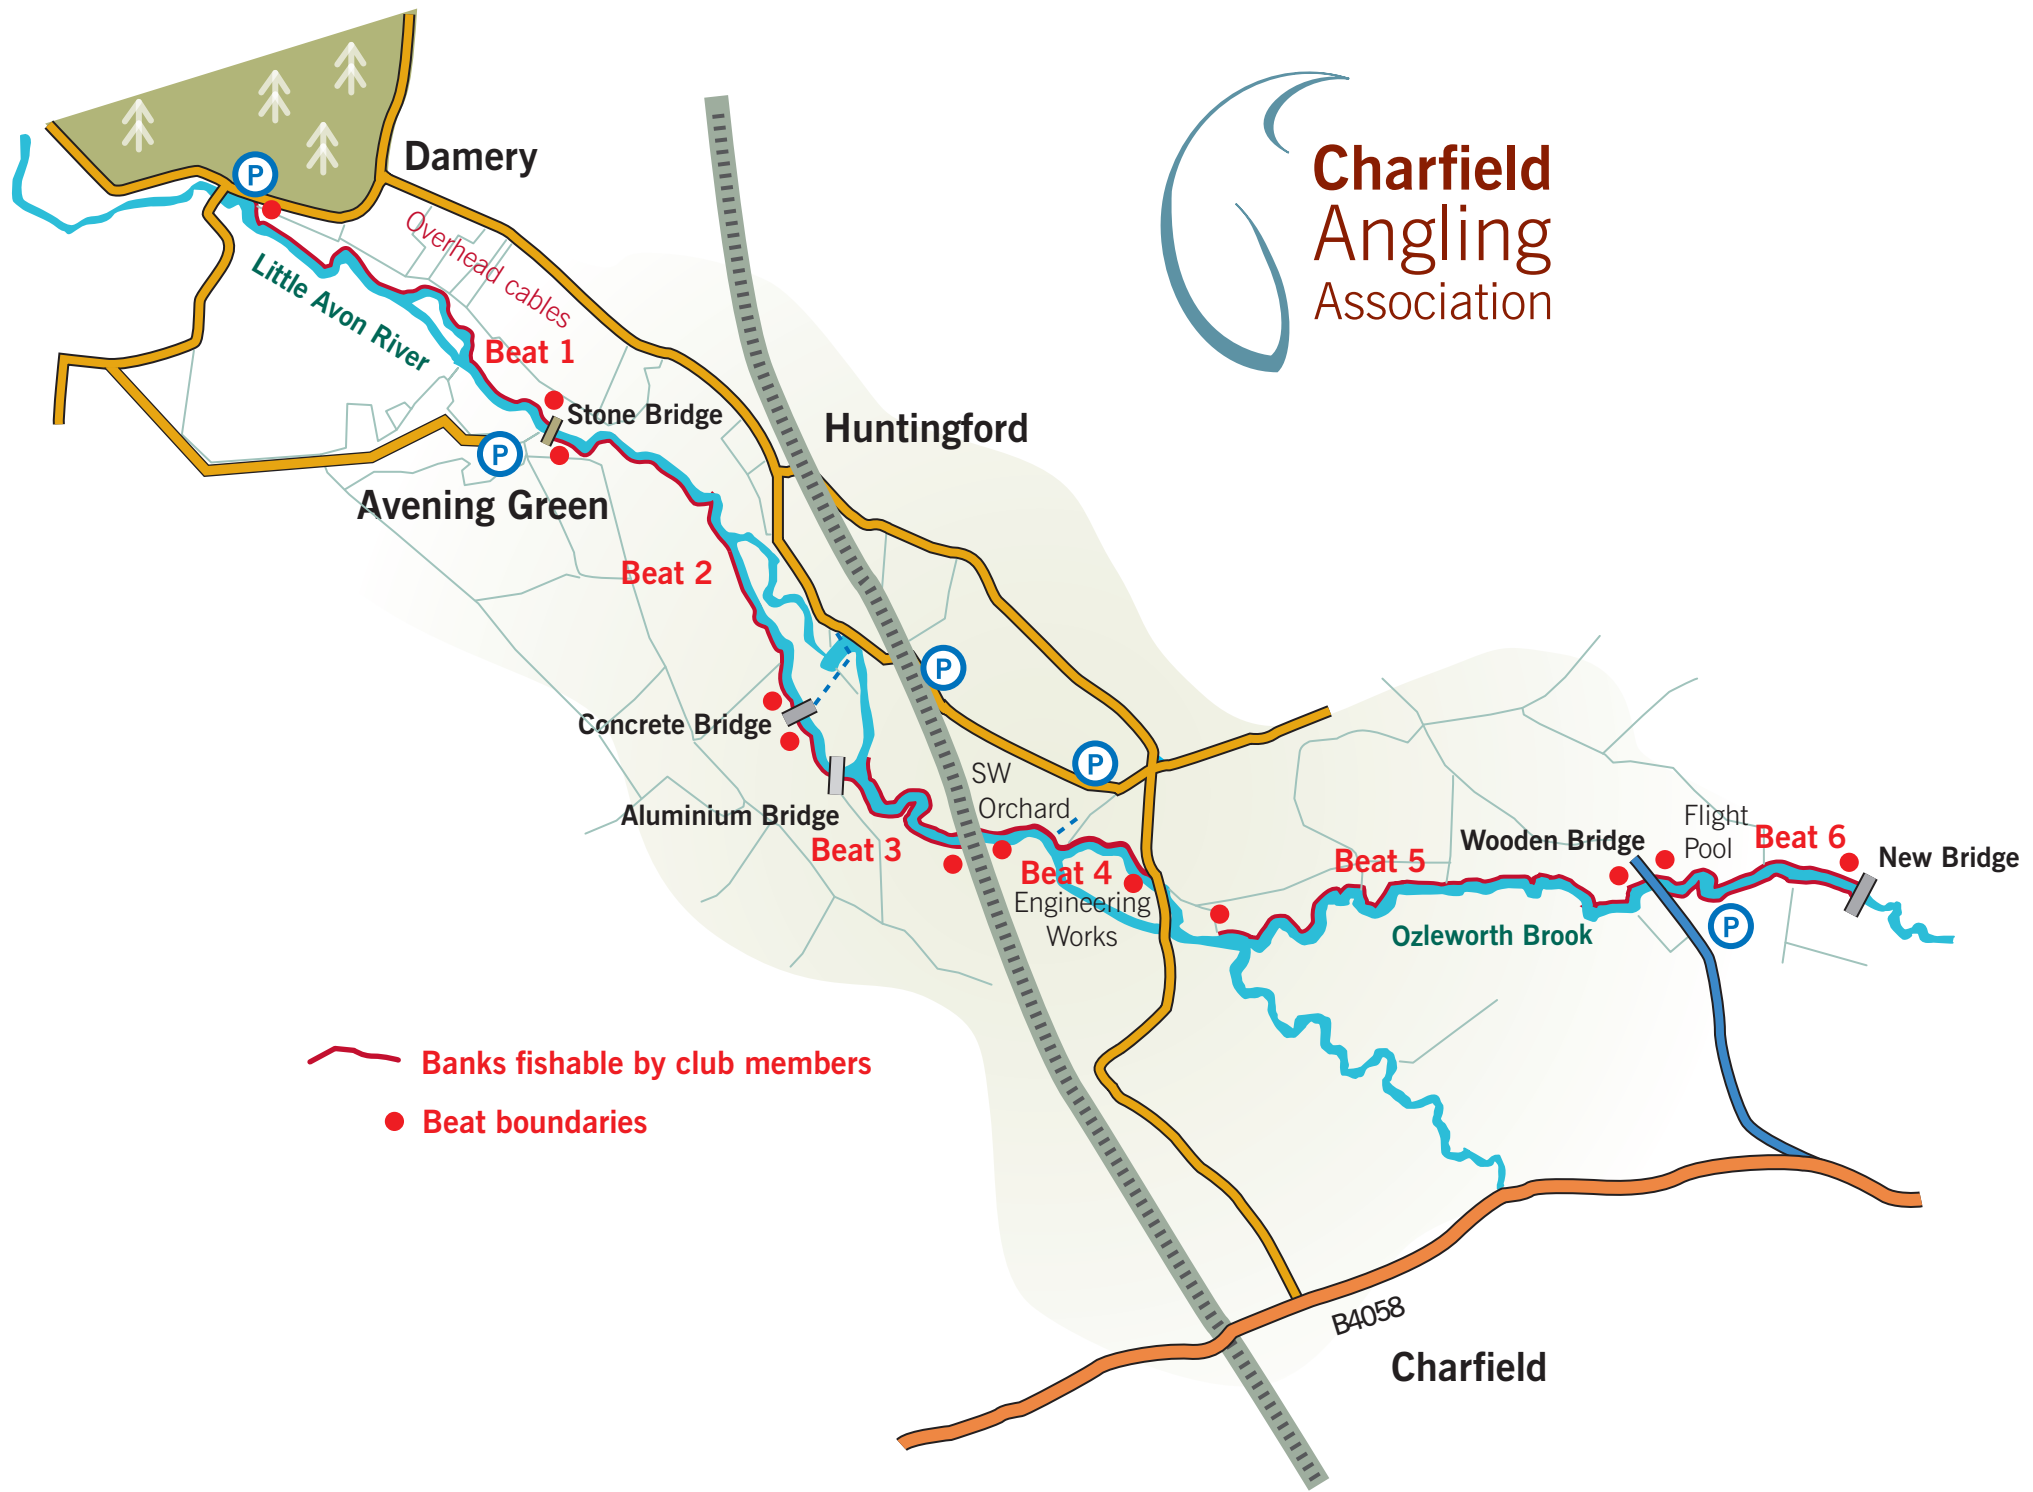 Charfield
Angling
Association
P
Damery
Overhead cables
Little Avon River
Beat 1
Stone Bridge
P
Avening Green
Huntingford
Beat 2
P
Concrete Bridge
P
SW
Orchard
Aluminium Bridge
Beat 3
Beat 4
Engineering
Works
Beat 5
Ozleworth Brook
Wooden Bridge
Flight
Pool
Beat 6
New Bridge
P
Banks fishable by club members
Beat boundaries
B4058
Charfield